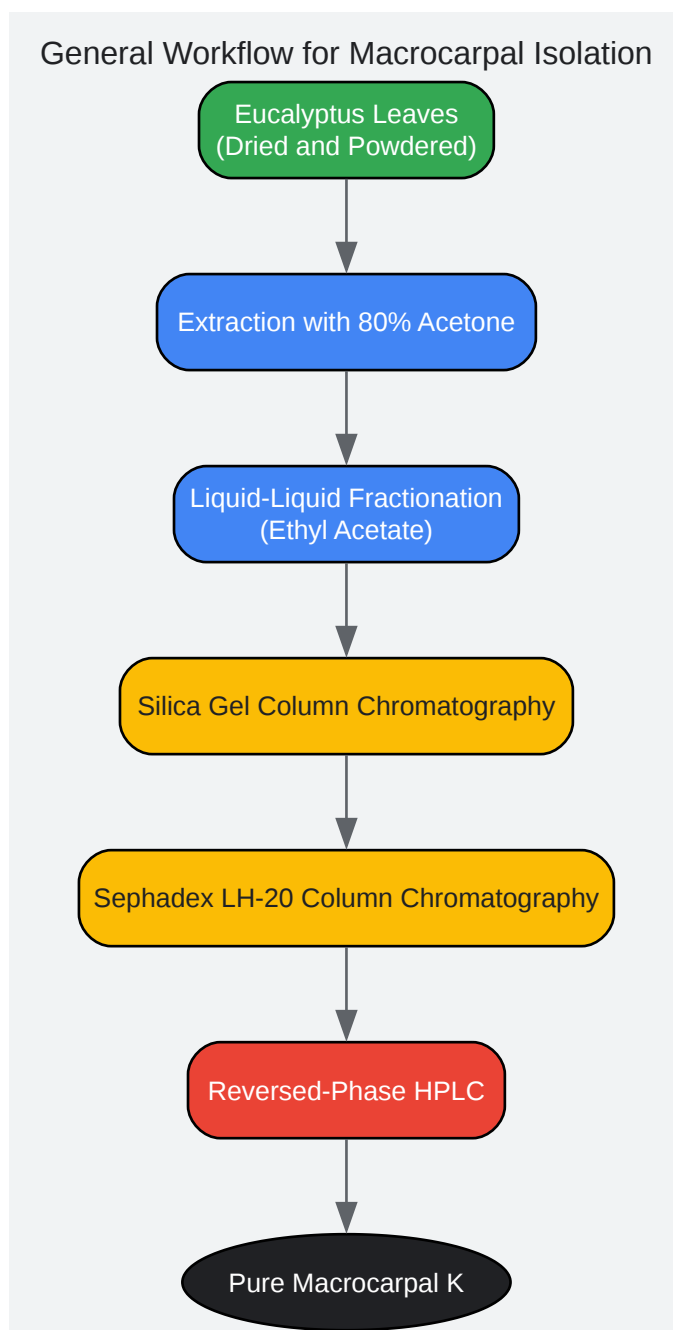 General Workflow for Macrocarpal Isolation
Eucalyptus Leaves
(Dried and Powdered)
Extraction with 80% Acetone
Liquid-Liquid Fractionation
(Ethyl Acetate)
Silica Gel Column Chromatography
Sephadex LH-20 Column Chromatography
Reversed-Phase HPLC
Pure Macrocarpal K